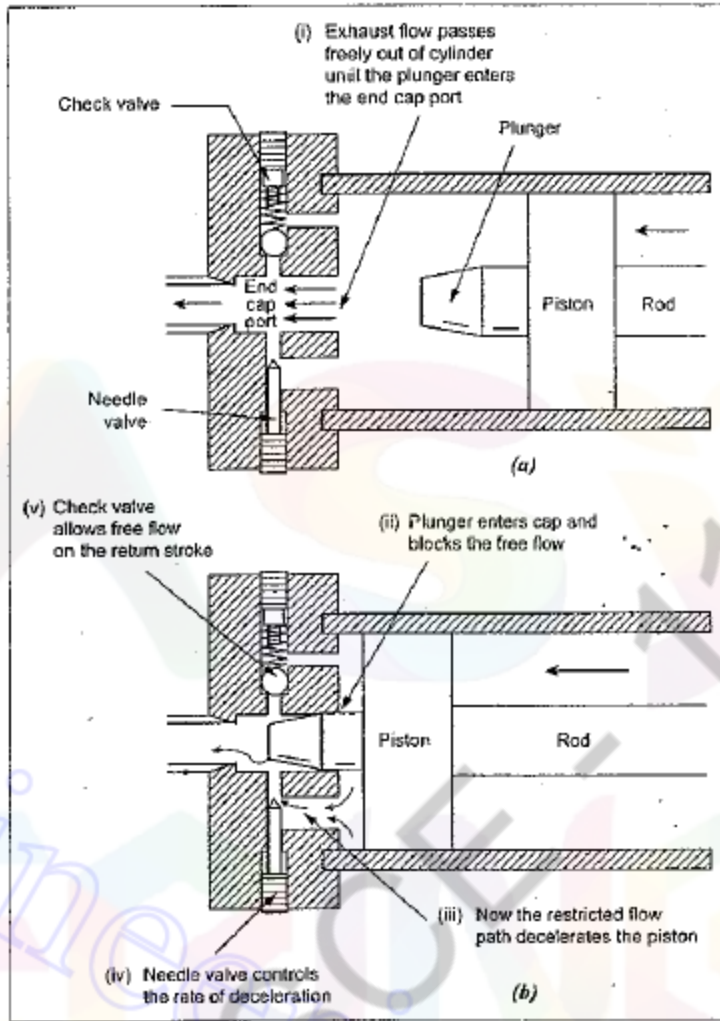 (i) Exhaust flow passes
freely out of cylinder
until the plunger enters
the end cap port
Check valve
Plunger
End
cap
port
Piston
Rod
Needle
valve
(a)
(v) Check valve
allows free flow
on the return stroke
(ii) Plunger enters cap and
blocks the free flow
Piston
Rod
(iii) Now the restricted flow
path decelerates the piston
(iv) Needle valve controls
the rate of deceleration
(b)